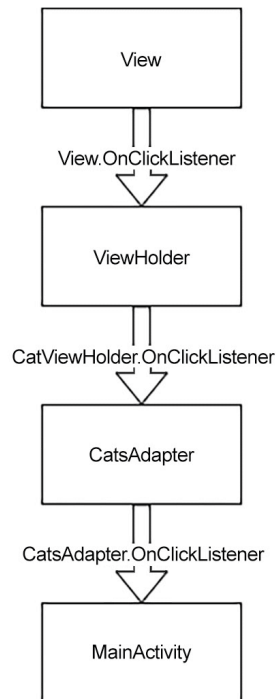 View
View.OnClickListener
ViewHolder
CatViewHolder.OnClickListener
CatsAdapter
CatsAdapter.OnClickListener
MainActivity